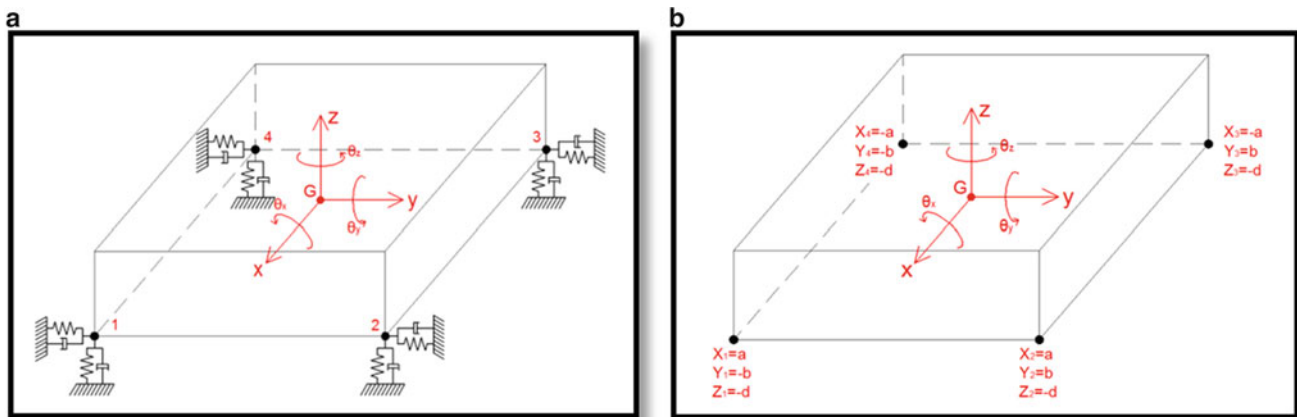 a
z
4
3
θz
G
y
θx
θy
x
1
2
b
z
X4=-a
Y4=-b
Z4=-d
X3=-a
Y3=b
Z3=-d
θz
G
y
θx
θy
x
X1=a
Y1=-b
Z1=-d
X2=a
Y2=b
Z2=-d